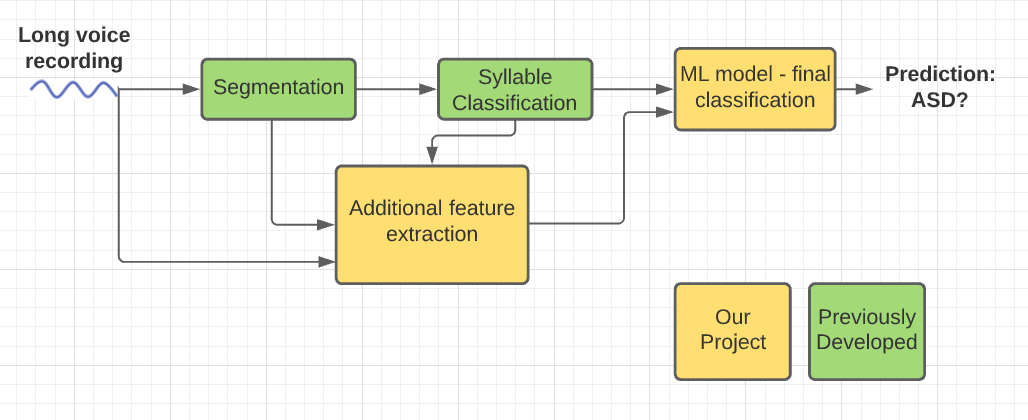 Long voice
recording
Segmentation
Syllable
Classification
ML model - final
classification
Prediction:
ASD?
Additional feature
extraction
Our
Project
Previously
Developed